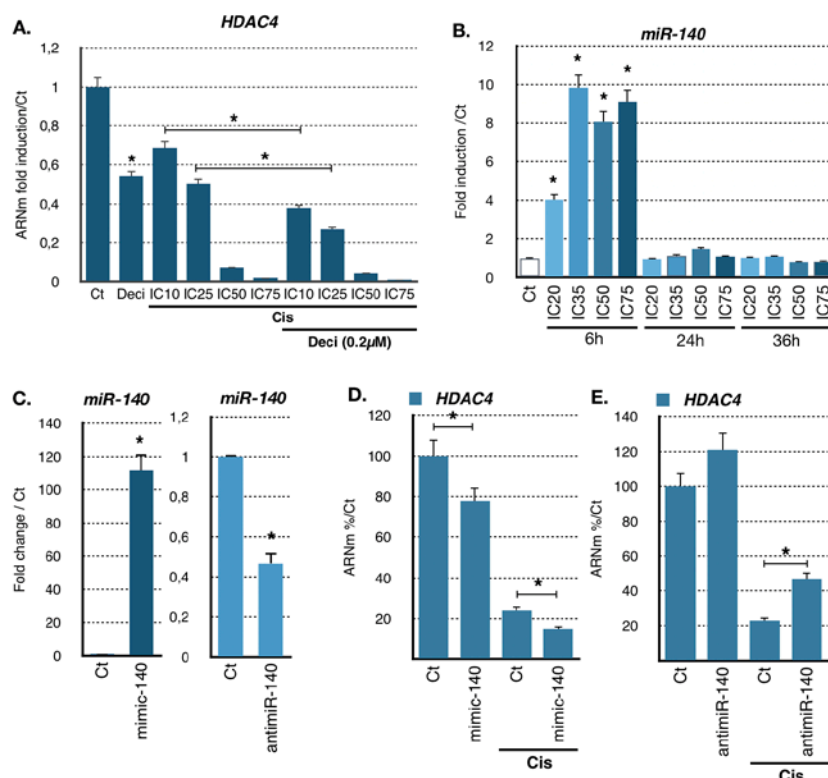 A.
HDAC4
ARNm fold induction/Ct
1,2
1
0,8
0,6
0,4
0,2
0
*
*
*
Ct Deci IC10 IC25 IC50 IC75 IC10 IC25 IC50 IC75
Cis
Deci (0.2µM)
B.
miR-140
Fold induction /Ct
12
10
8
6
4
2
0
*
*
*
*
Ct IC20 IC35 IC50 IC75 IC20 IC35 IC50 IC75 IC20 IC35 IC50 IC75
6h 24h 36h
C.
miR-140
Fold change / Ct
120
100
80
60
40
20
0
*
Ct mimic-140
miR-140
1,2
1
0,8
0,6
0,4
0,2
0
*
Ct antimiR-140
D.
HDAC4
ARNm %/Ct
120
100
80
60
40
20
*
*
Ct mimic-140 Ct mimic-140
Cis
E.
HDAC4
ARNm %/Ct
140
120
100
80
60
40
20
*
Ct antimiR-140 Ct antimiR-140
Cis